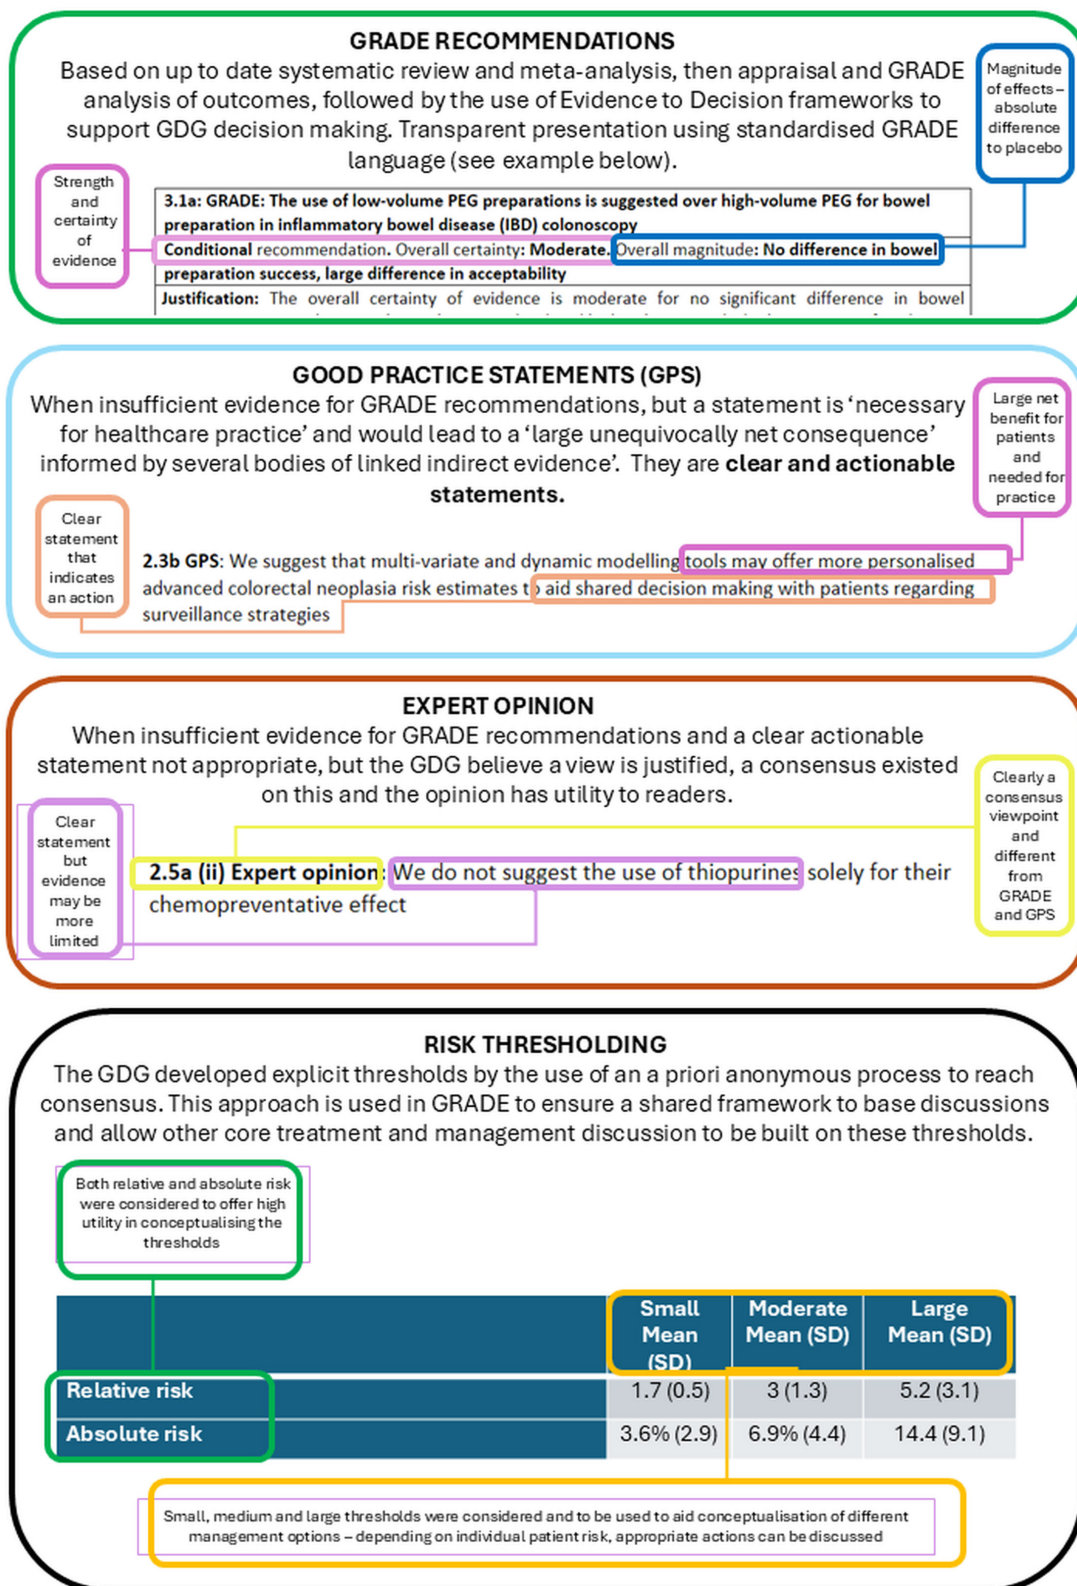 GRADE RECOMMENDATIONS
Based on up to date systematic review and meta-analysis, then appraisal and GRADE
analysis of outcomes, followed by the use of Evidence to Decision frameworks to
support GDG decision making. Transparent presentation using standardised GRADE
language (see example below).
Magnitude
of effects –
absolute
difference
to placebo
Strength
and
certainty
of
evidence
3.1a: GRADE: The use of low-volume PEG preparations is suggested over high-volume PEG for bowel
preparation in inflammatory bowel disease (IBD) colonoscopy
Conditional recommendation. Overall certainty: Moderate. Overall magnitude: No difference in bowel
preparation success, large difference in acceptability
Justification: The overall certainty of evidence is moderate for no significant difference in bowel
GOOD PRACTICE STATEMENTS (GPS)
When insufficient evidence for GRADE recommendations, but a statement is ‘necessary
for healthcare practice’ and would lead to a ‘large unequivocally net consequence’
informed by several bodies of linked indirect evidence’. They are clear and actionable
statements.
Large net
benefit for
patients
and
needed for
practice
Clear
statement
that
indicates
an action
2.3b GPS: We suggest that multi-variate and dynamic modelling tools may offer more personalised
advanced colorectal neoplasia risk estimates to aid shared decision making with patients regarding
surveillance strategies
EXPERT OPINION
When insufficient evidence for GRADE recommendations and a clear actionable
statement not appropriate, but the GDG believe a view is justified, a consensus existed
on this and the opinion has utility to readers.
Clearly a
consensus
viewpoint
and
different
from
GRADE
and GPS
Clear
statement
but
evidence
may be
more
limited
2.5a (ii) Expert opinion: We do not suggest the use of thiopurines solely for their
chemopreventative effect
RISK THRESHOLDING
The GDG developed explicit thresholds by the use of an a priori anonymous process to reach
consensus. This approach is used in GRADE to ensure a shared framework to base discussions
and allow other core treatment and management discussion to be built on these thresholds.
Both relative and absolute risk
were considered to offer high
utility in conceptualising the
thresholds
Small Mean (SD) Moderate Mean (SD) Large Mean (SD)
Relative risk 1.7 (0.5) 3 (1.3) 5.2 (3.1)
Absolute risk 3.6% (2.9) 6.9% (4.4) 14.4 (9.1)
Small, medium and large thresholds were considered and to be used to aid conceptualisation of different
management options – depending on individual patient risk, appropriate actions can be discussed